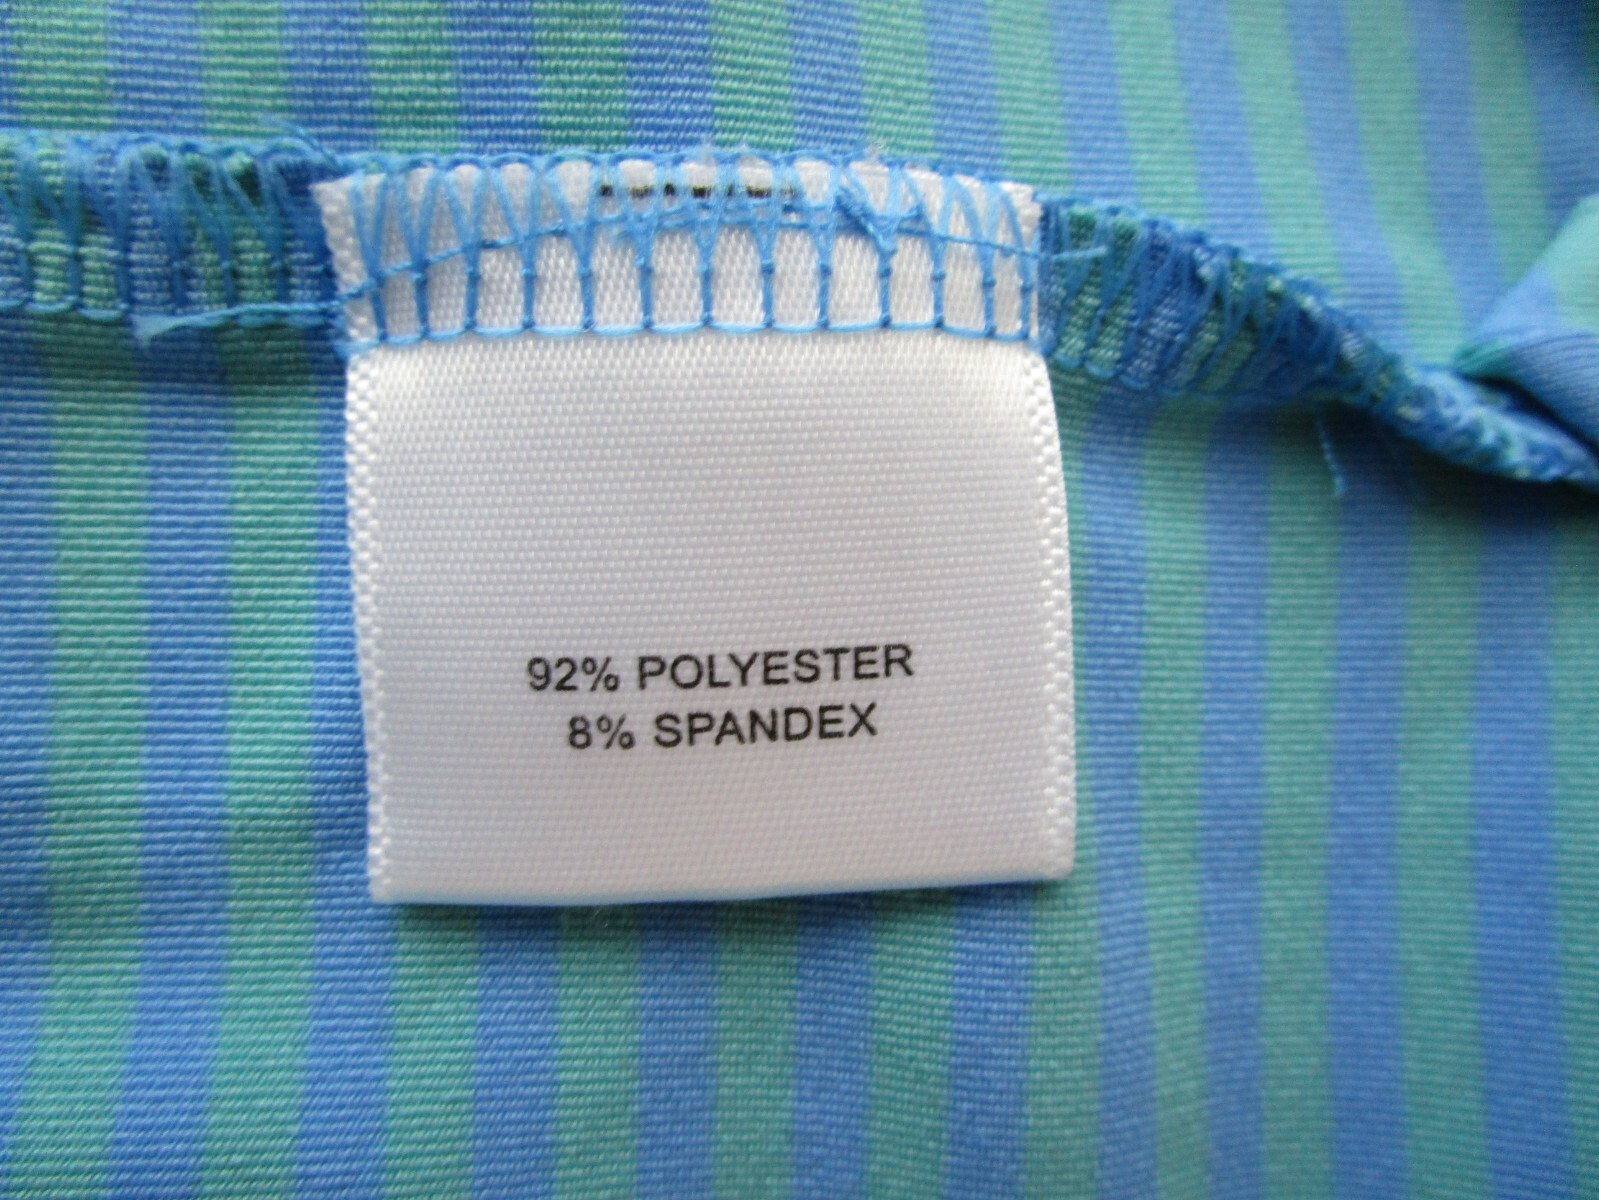 92% POLYESTER
8% SPANDEX